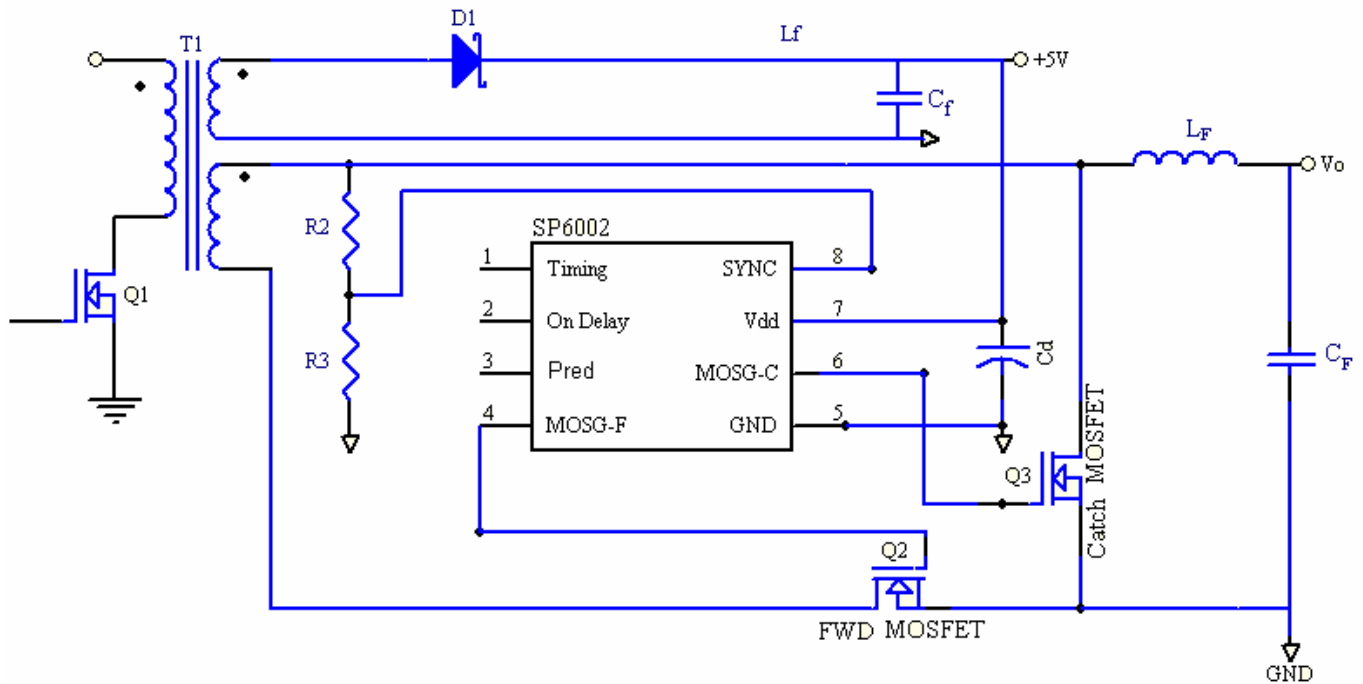 D1
T1
Lf
+5V
Cf
LF
Vo
R2
SP6002
1
Timing
SYNC
8
Q1
2
On Delay
Vdd
7
R3
3
Pred
MOSG-C
6
Cd
CF
4
MOSG-F
GND
5
Q3
Catch MOSFET
Q2
FWD MOSFET
GND